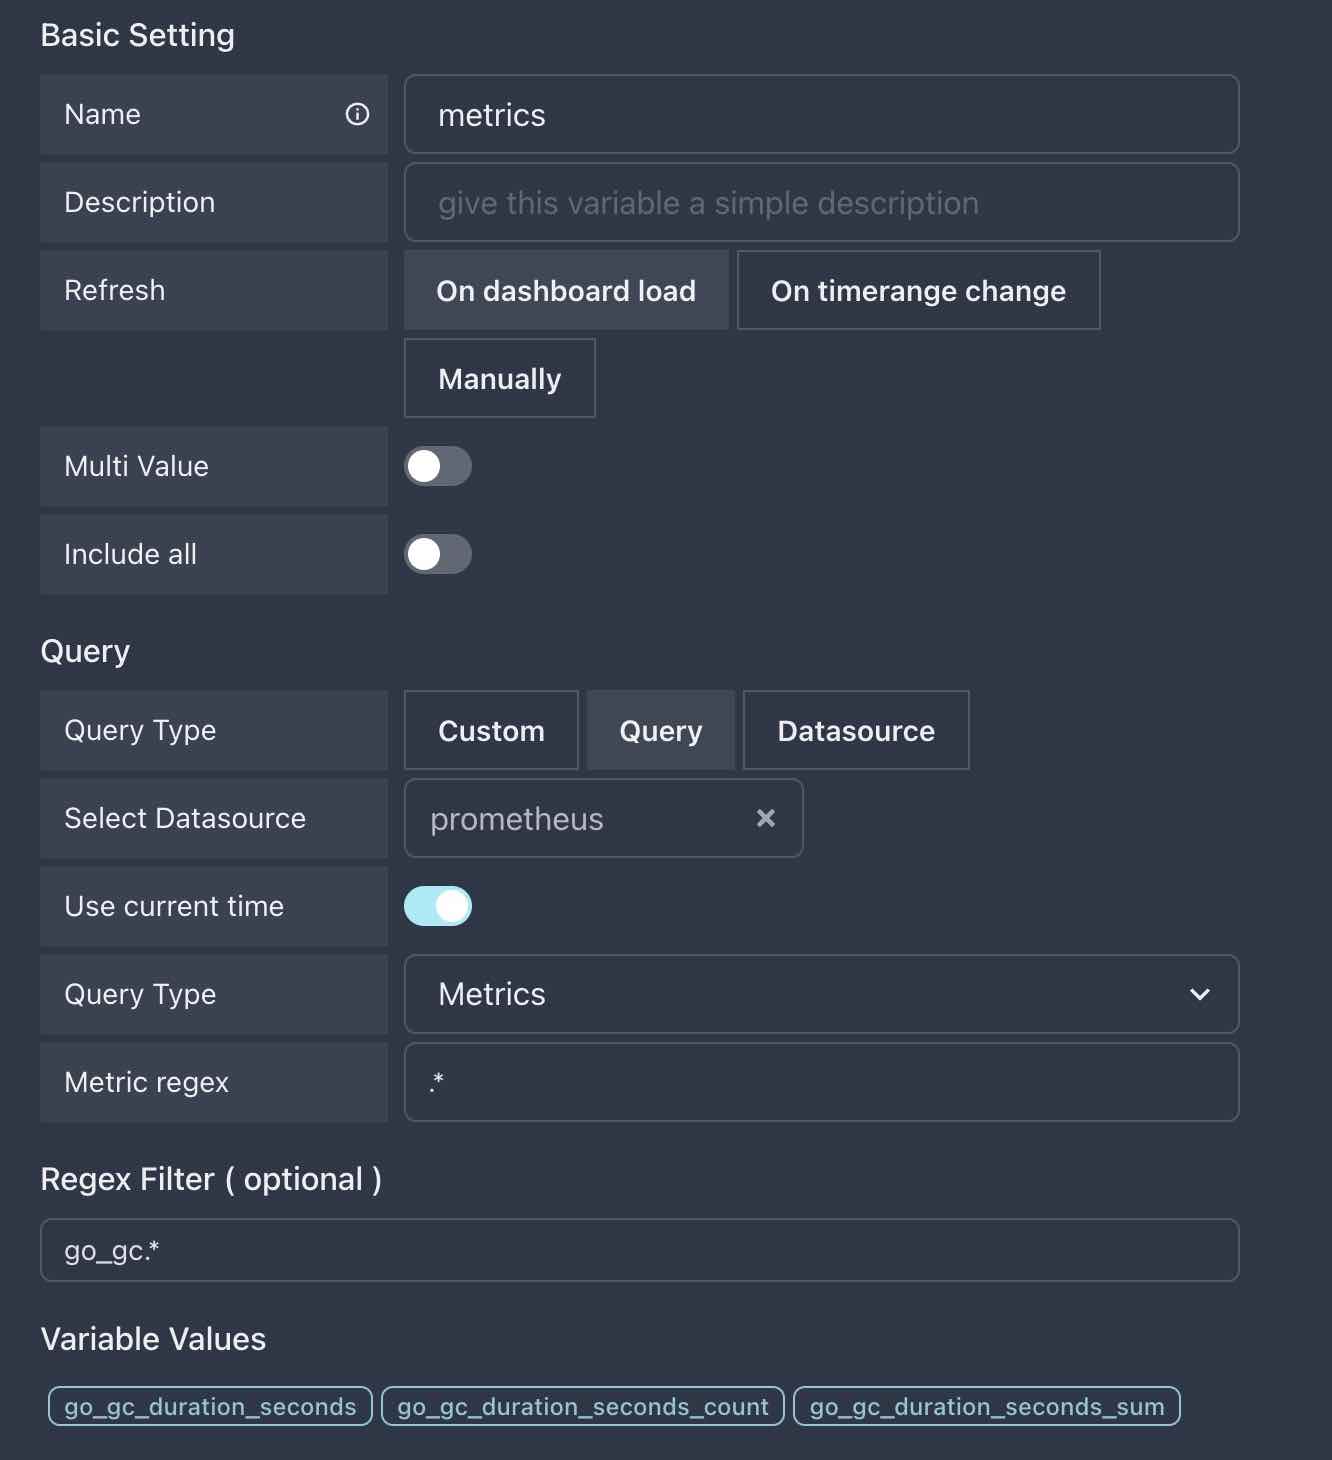 Basic Setting
Name metrics
Description give this variable a simple description
Refresh On dashboard load On timerange change
Manually
Multi Value
Include all
Query
Query Type Custom Query Datasource
Select Datasource prometheus
Use current time
Query Type Metrics
Metric regex .*
Regex Filter ( optional )
go_gc.*
Variable Values
go_gc_duration_seconds go_gc_duration_seconds_count go_gc_duration_seconds_sum